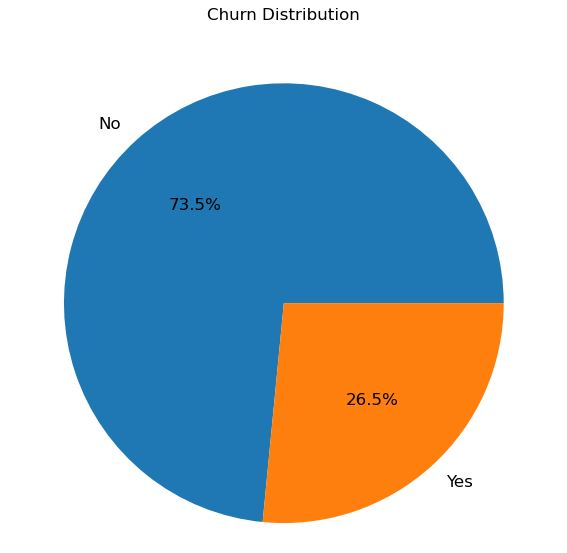 Churn Distribution
No
73.5%
26.5%
Yes